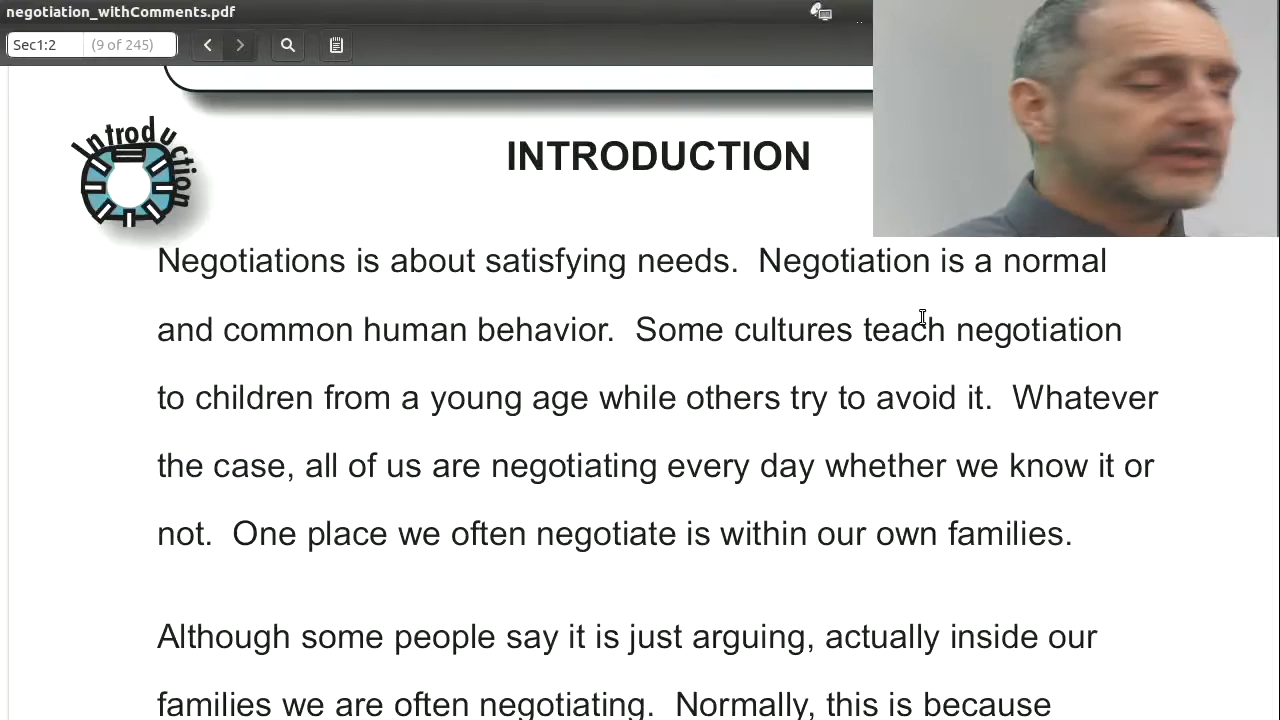 negotiation_withComments.pdf
Sec1:2 (9 of 245)
Introduction
INTRODUCTION
Negotiations is about satisfying needs. Negotiation is a normal
and common human behavior. Some cultures teach negotiation
to children from a young age while others try to avoid it. Whatever
the case, all of us are negotiating every day whether we know it or
not. One place we often negotiate is within our own families.
Although some people say it is just arguing, actually inside our
families we are often negotiating. Normally, this is because